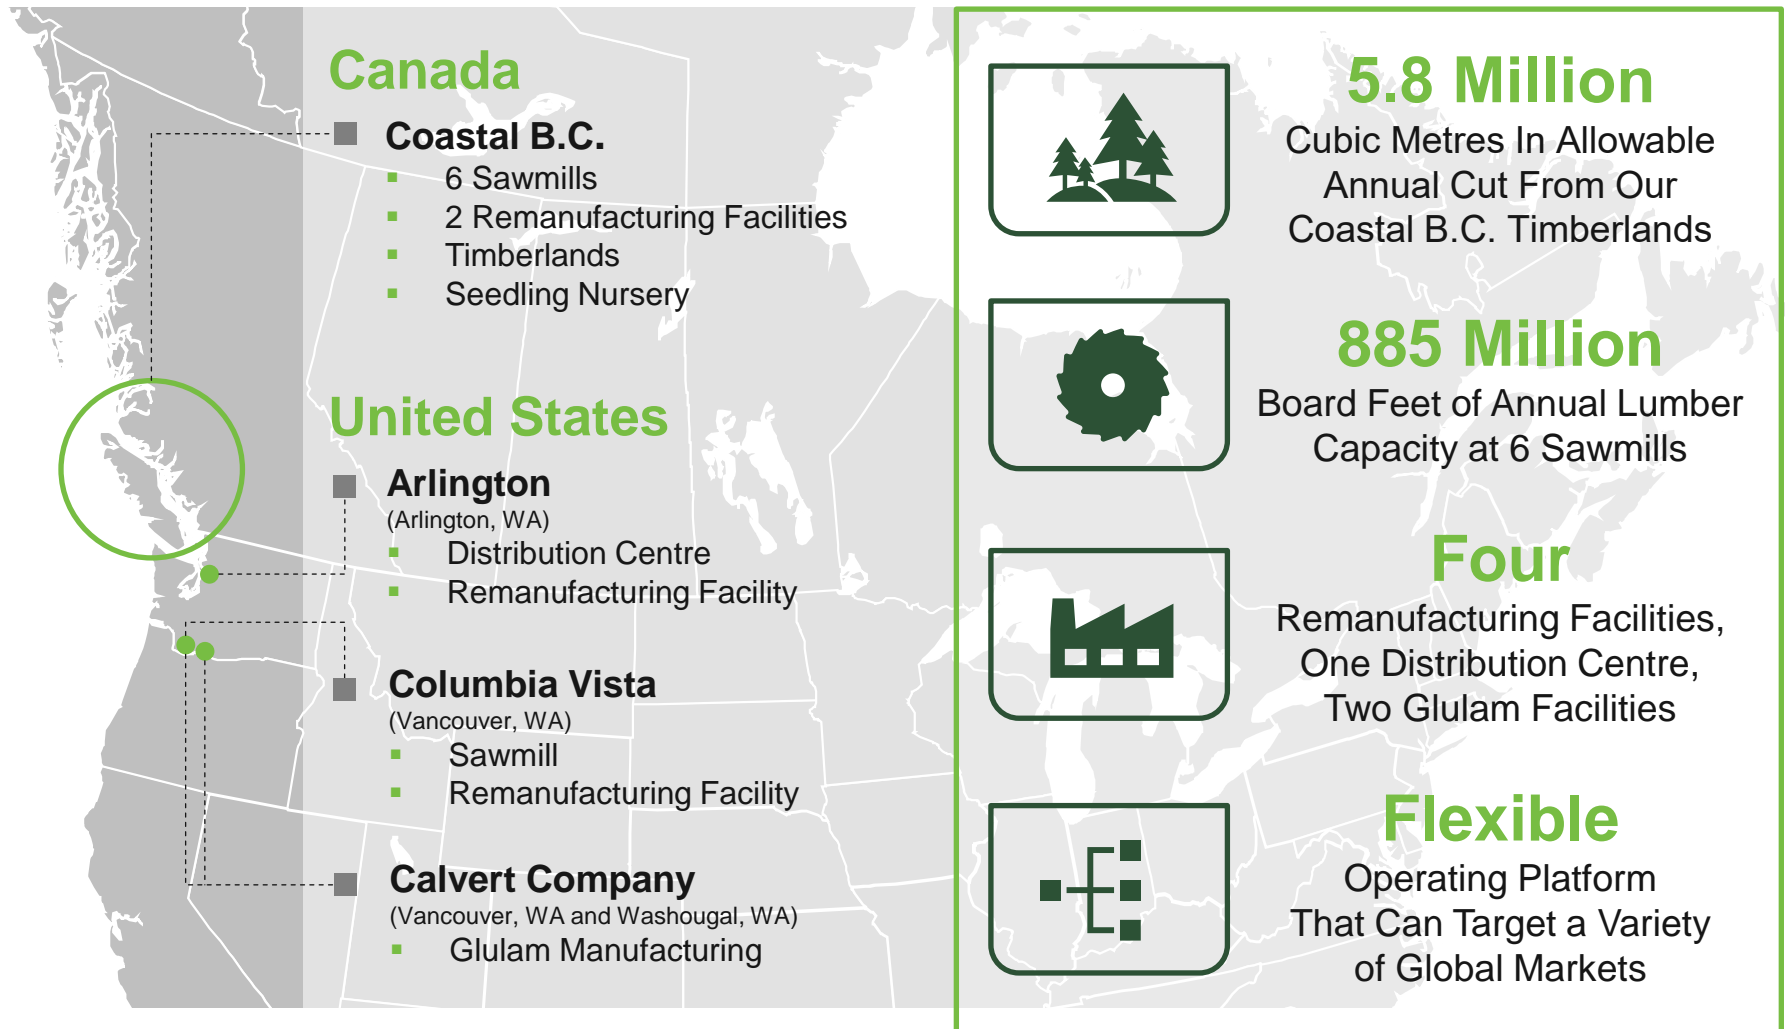 Canada
Coastal B.C.
▪ 6 Sawmills
▪ 2 Remanufacturing Facilities
▪ Timberlands
▪ Seedling Nursery
United States
Arlington
(Arlington, WA)
▪ Distribution Centre
▪ Remanufacturing Facility
Columbia Vista
(Vancouver, WA)
▪ Sawmill
▪ Remanufacturing Facility
Calvert Company
(Vancouver, WA and Washougal, WA)
▪ Glulam Manufacturing
5.8 Million
Cubic Metres In Allowable
Annual Cut From Our
Coastal B.C. Timberlands
885 Million
Board Feet of Annual Lumber
Capacity at 6 Sawmills
Four
Remanufacturing Facilities,
One Distribution Centre,
Two Glulam Facilities
Flexible
Operating Platform
That Can Target a Variety
of Global Markets